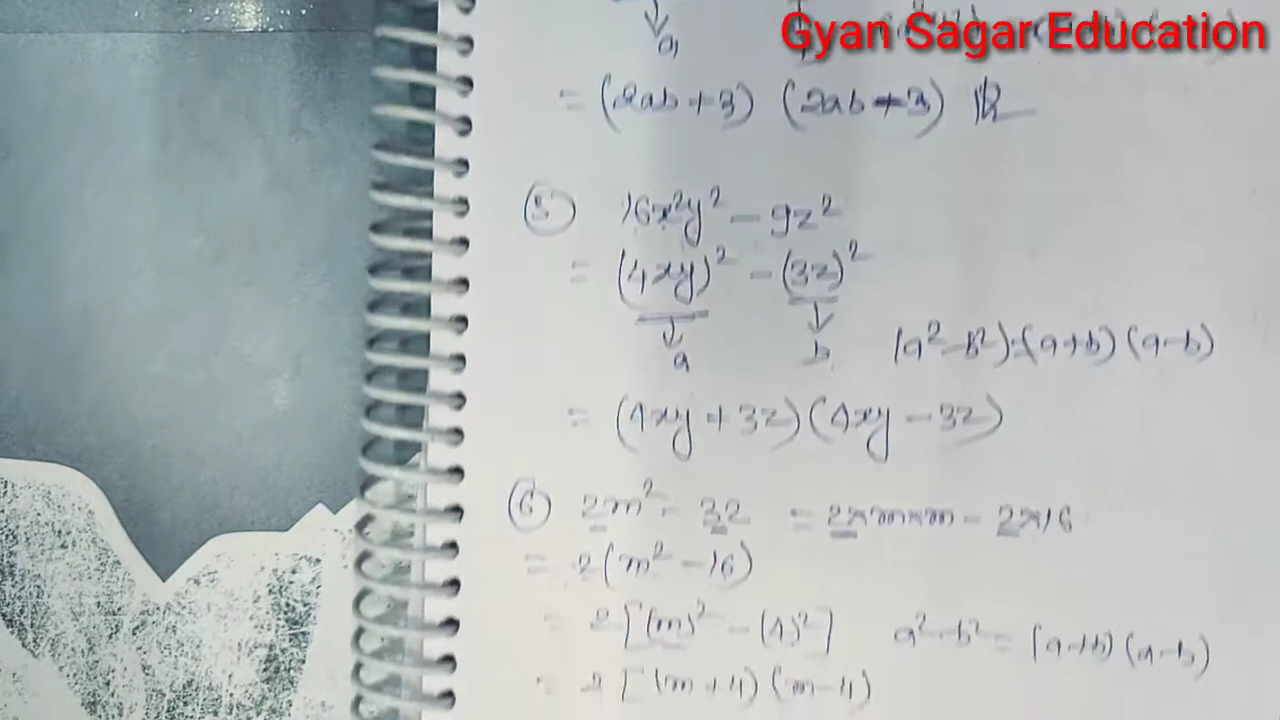 Gyan Sagar Education
a
= (2ab + 3) (2ab - 3)
(5) 16x²y² - 9z²
= (4xy)² - (3z)²
a b (a² - b²) = (a+b) (a-b)
= (4xy + 3z) (4xy - 3z)
(6) 2m² - 32 = 2×m×m - 2×16
= 2(m² - 16)
= 2[(m)² - (4)²] a² - b² = (a+b) (a-b)
= 2[(m+4) (m-4)